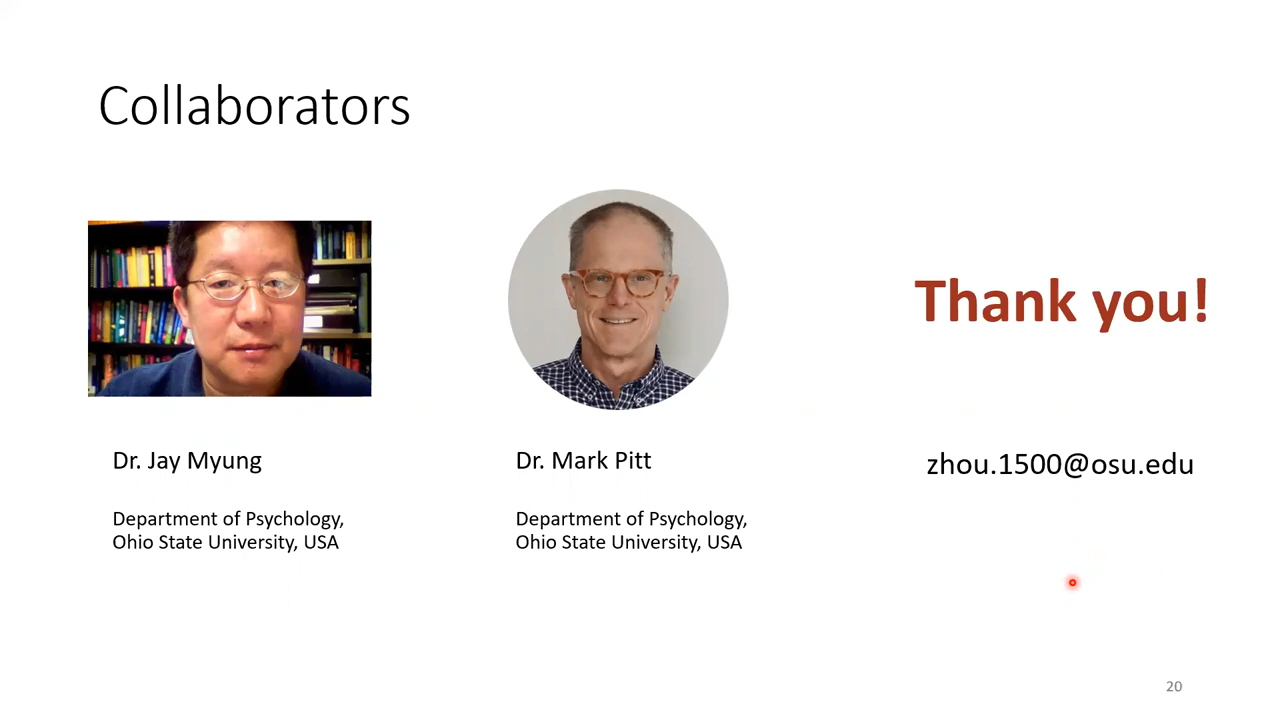 Collaborators
Thank you!
Dr. Jay Myung
Dr. Mark Pitt
zhou.1500@osu.edu
Department of Psychology,
Ohio State University, USA
Department of Psychology,
Ohio State University, USA
20